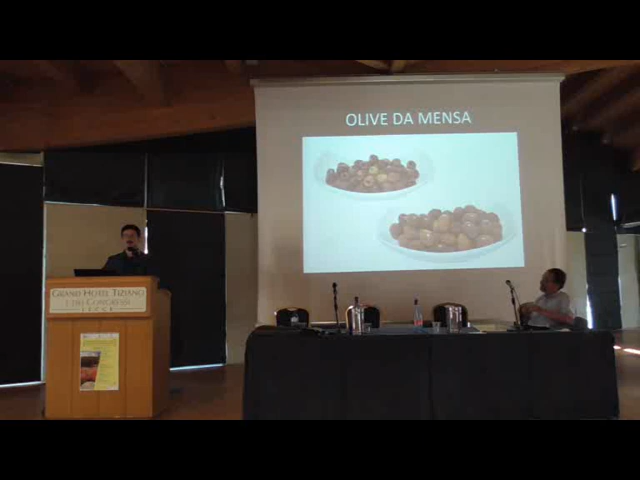 OLIVE DA MENSA
GRAND HOTEL TIZIANO
E DEI CONGRESSI
LECCE